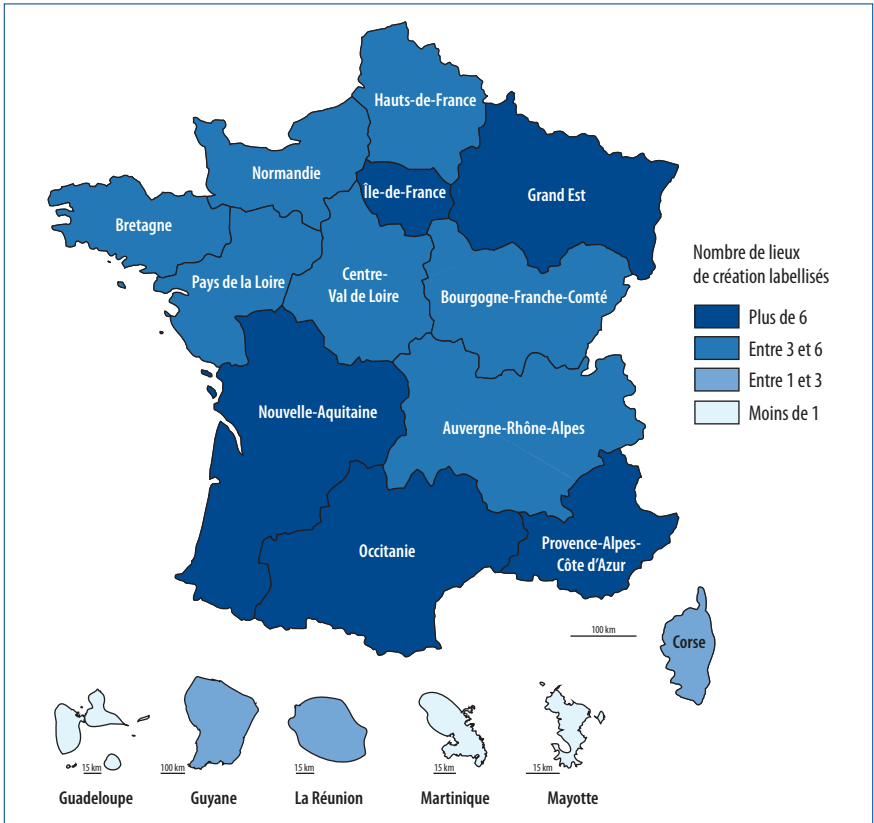 Hauts-de-France
Normandie
Île-de-France
Grand Est
Bretagne
Pays de la Loire
Centre-
Val de Loire
Bourgogne-Franche-Comté
Nombre de lieux
de création labellisés
Plus de 6
Entre 3 et 6
Entre 1 et 3
Moins de 1
Nouvelle-Aquitaine
Auvergne-Rhône-Alpes
Occitanie
Provence-Alpes-
Côte d'Azur
100 km
Corse
15 km
100 km
15 km
15 km
15 km
Guadeloupe
Guyane
La Réunion
Martinique
Mayotte